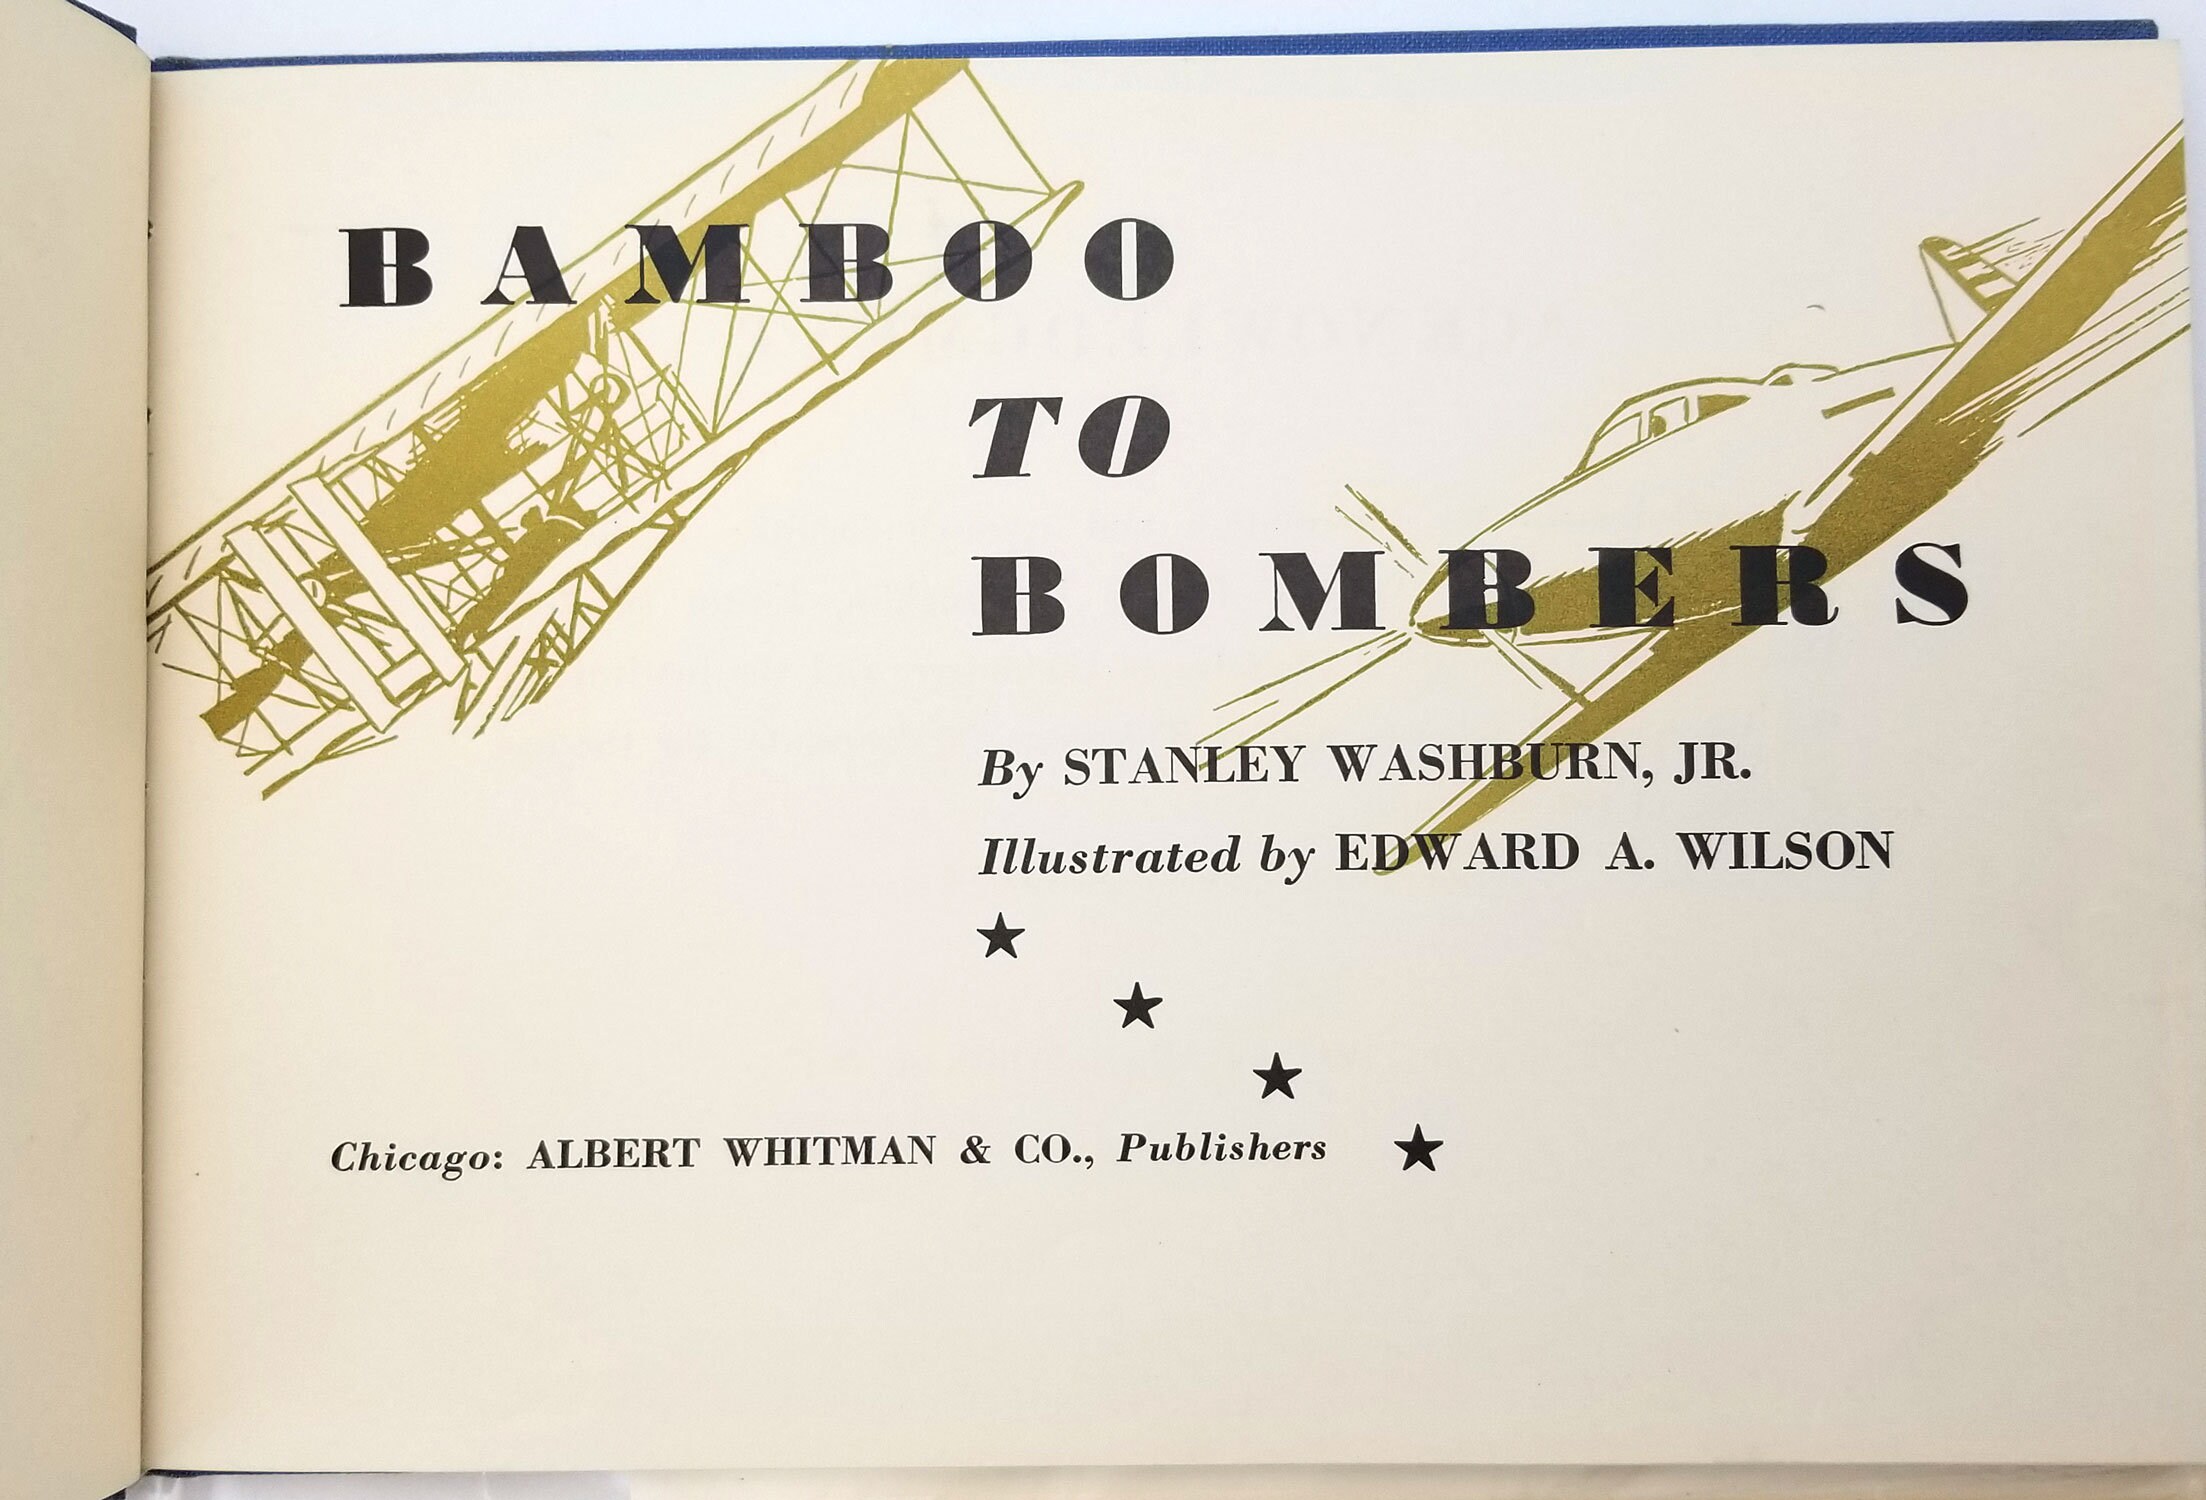 BAMBOO
TO
BOMBERS
By STANLEY WASHBURN, JR.
Illustrated by EDWARD A. WILSON
Chicago: ALBERT WHITMAN & CO., Publishers